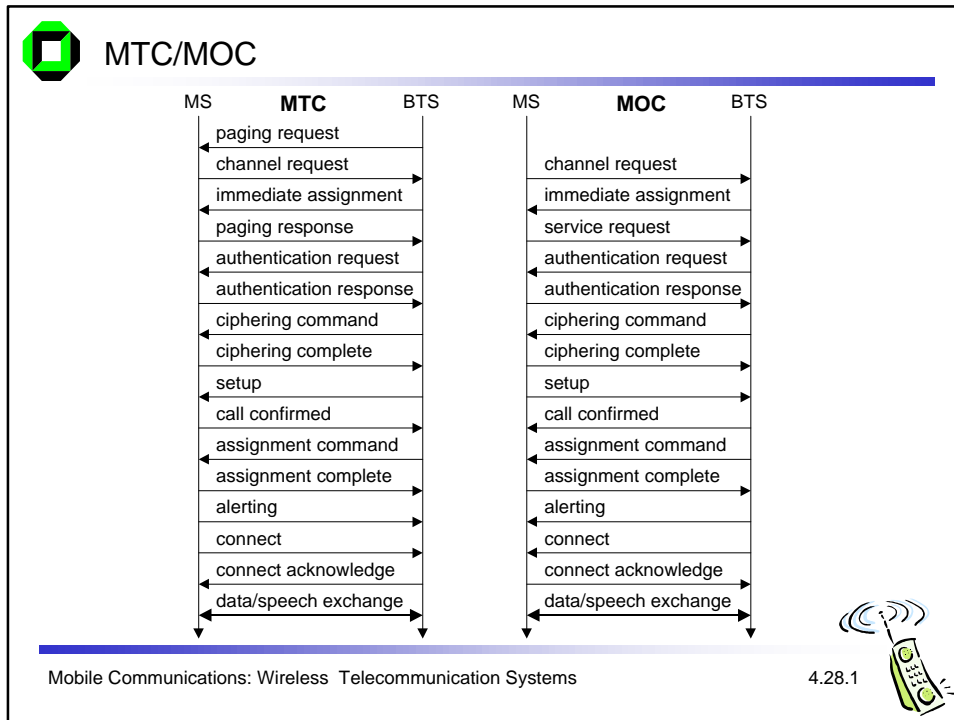 MTC/MOC
MS MTC BTS
paging request
channel request
immediate assignment
paging response
authentication request
authentication response
ciphering command
ciphering complete
setup
call confirmed
assignment command
assignment complete
alerting
connect
connect acknowledge
data/speech exchange
MS MOC BTS
channel request
immediate assignment
service request
authentication request
authentication response
ciphering command
ciphering complete
setup
call confirmed
assignment command
assignment complete
alerting
connect
connect acknowledge
data/speech exchange
Mobile Communications: Wireless Telecommunication Systems 4.28.1